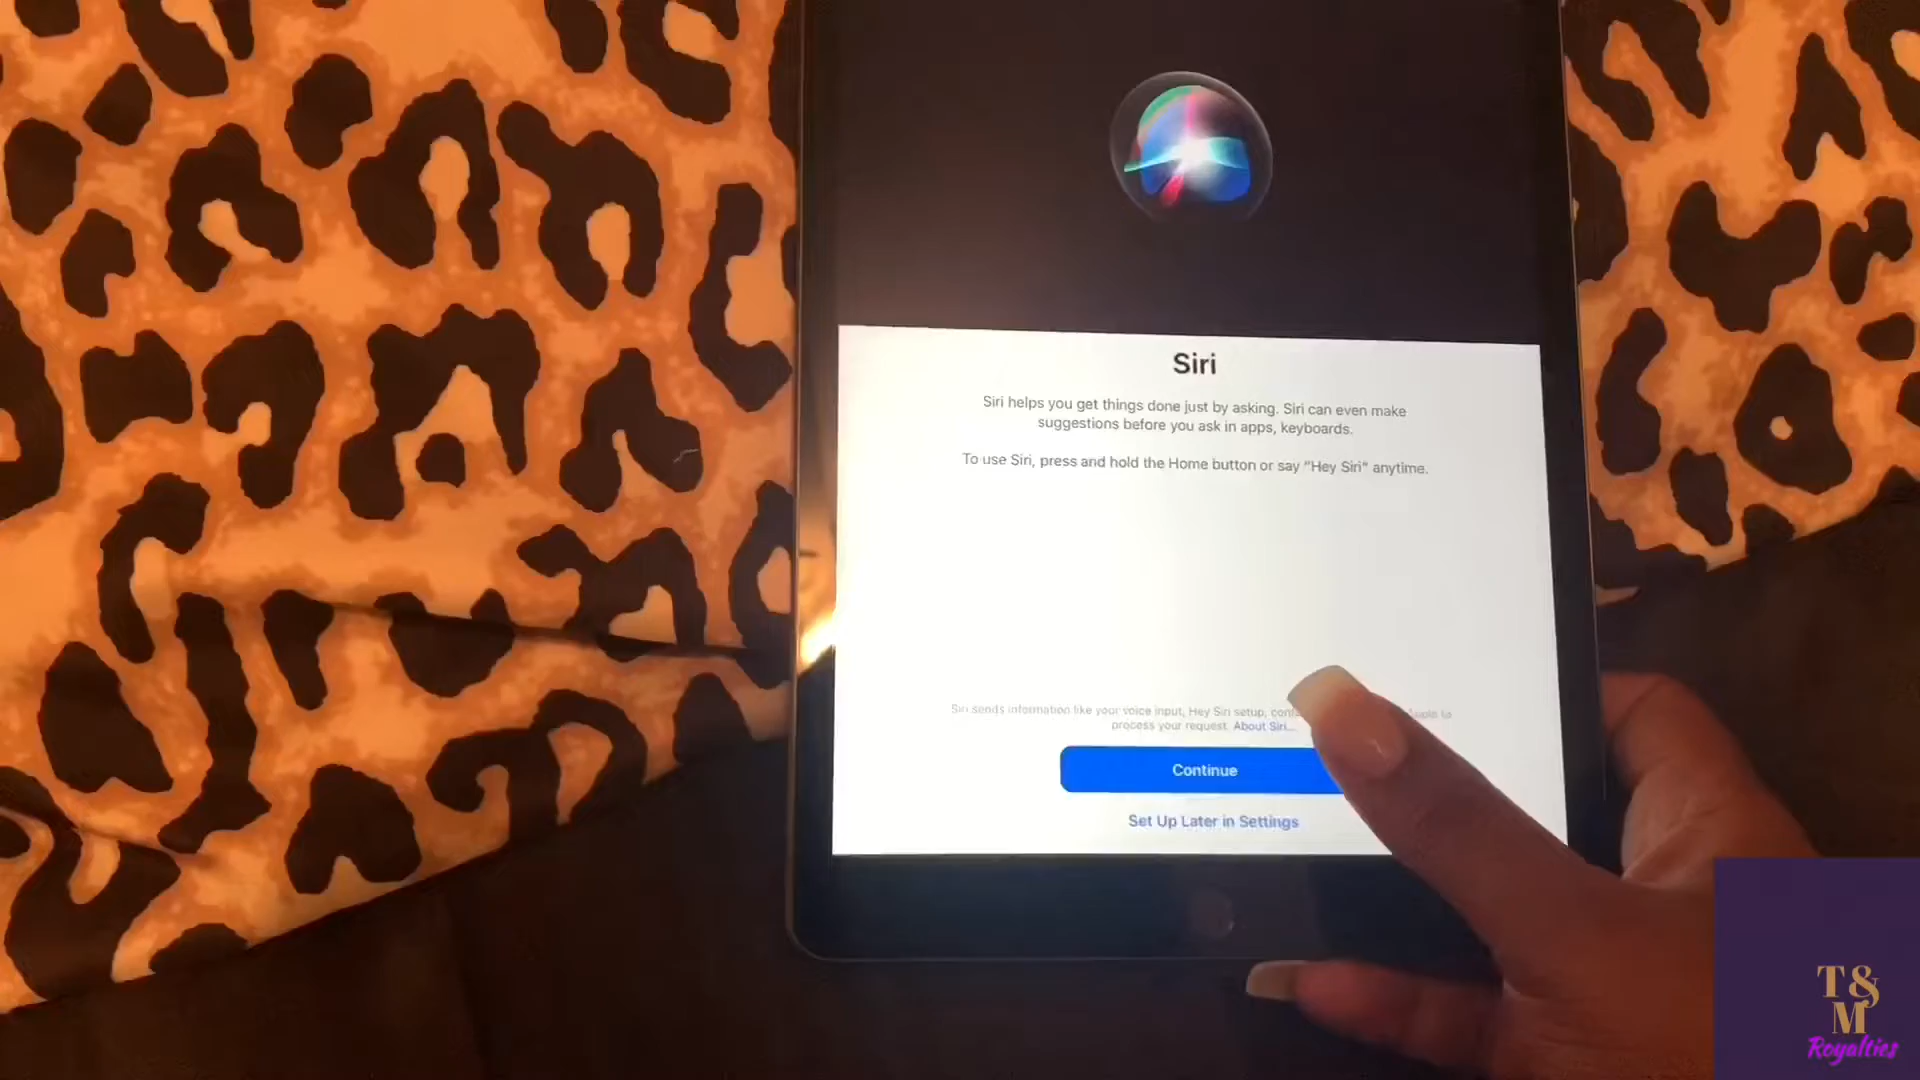 Siri
Siri helps you get things done just by asking. Siri can even make
suggestions before you ask in apps, keyboards.
To use Siri, press and hold the Home button or say "Hey Siri" anytime.
Siri sends information like your voice input, Hey Siri setup, Apple to
process your request. About Siri...
Continue
Set Up Later in Settings
T&
M
Royalties